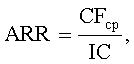 ARR = CFср / IC,